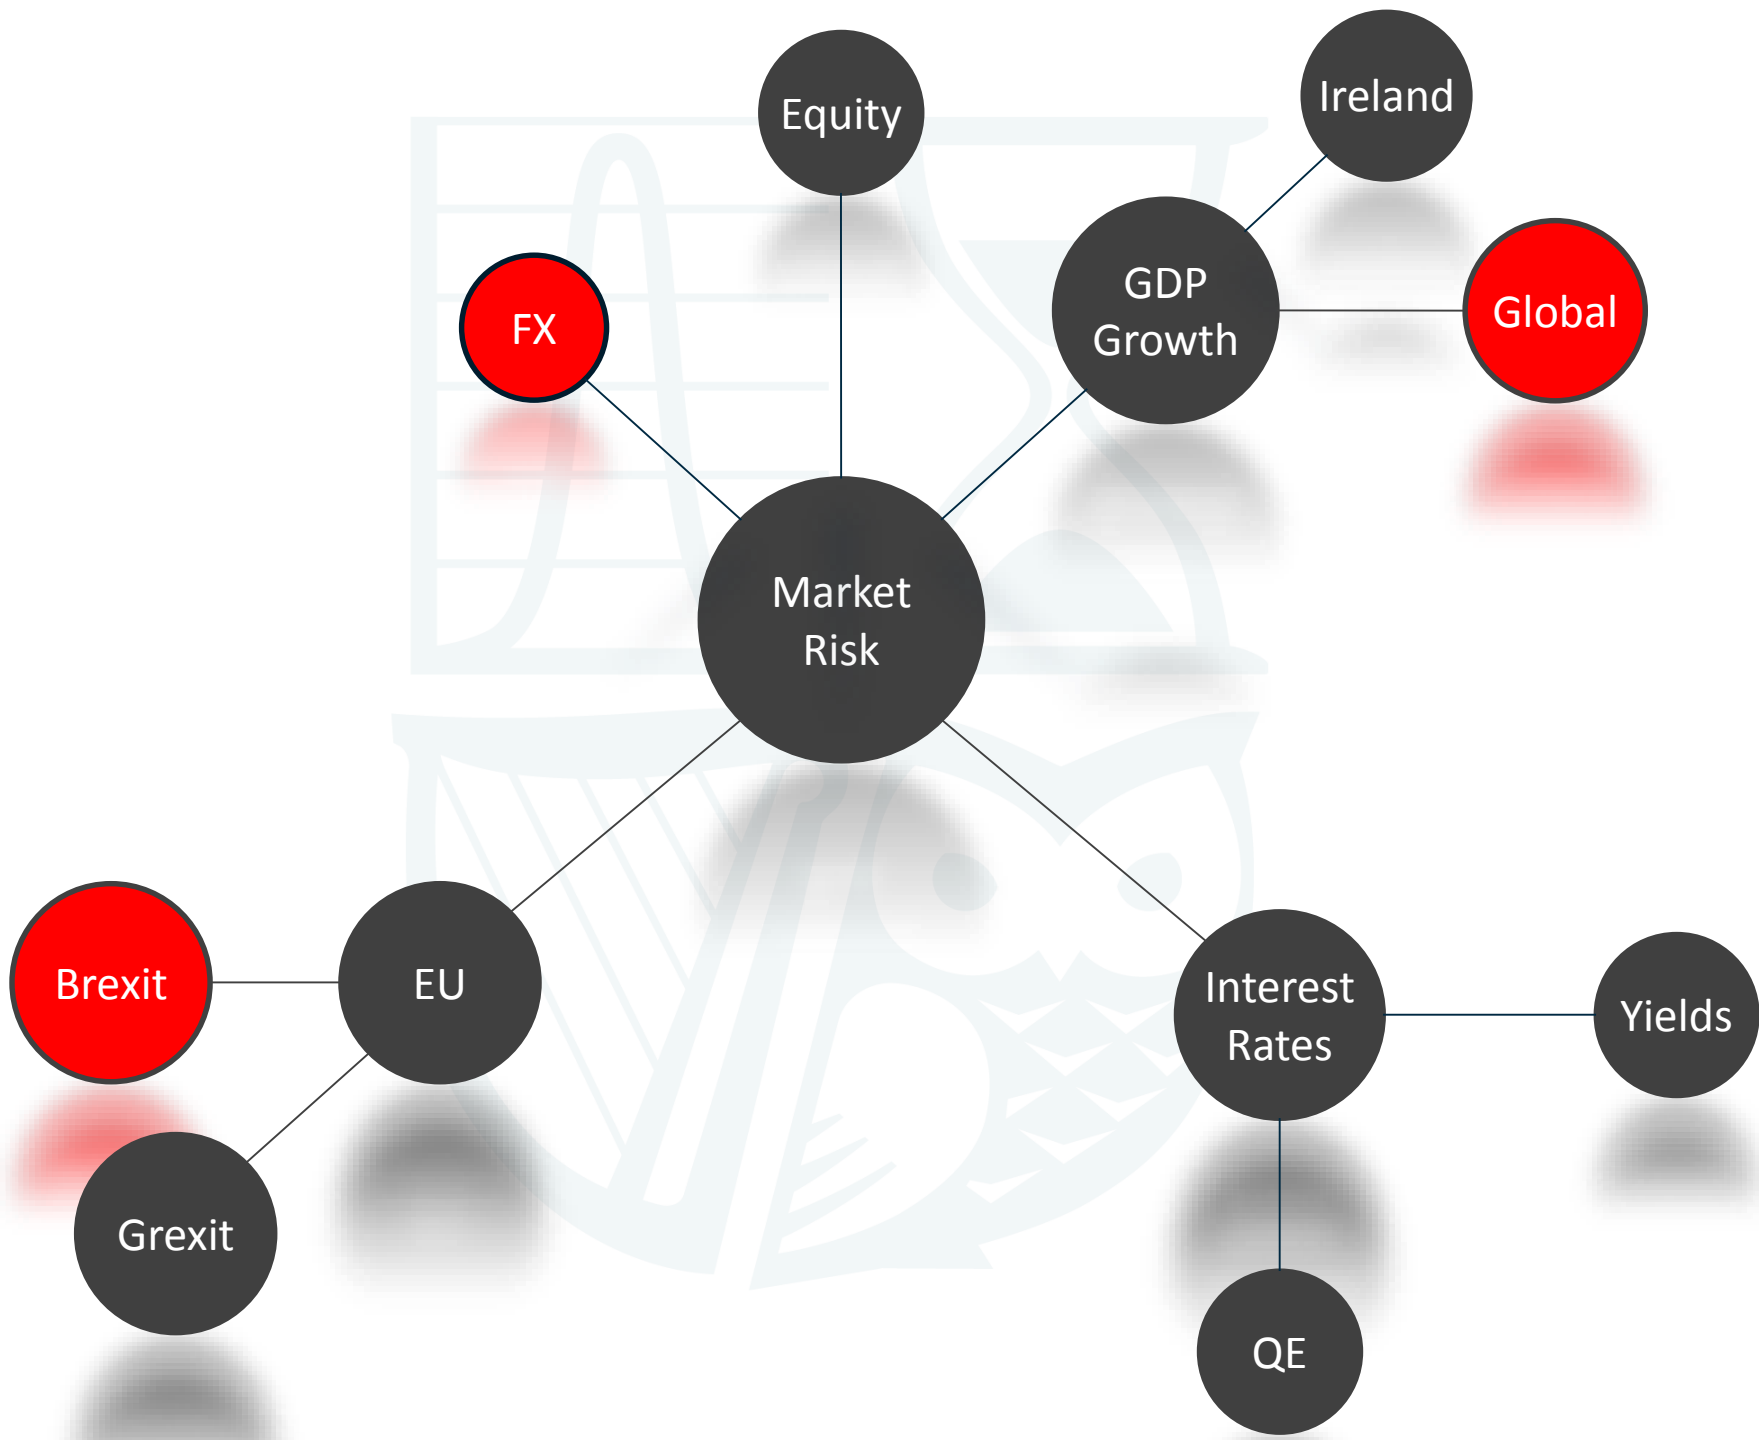 Equity
Ireland
FX
GDP
Growth
Global
Market
Risk
Brexit
EU
Interest
Rates
Yields
Grexit
QE